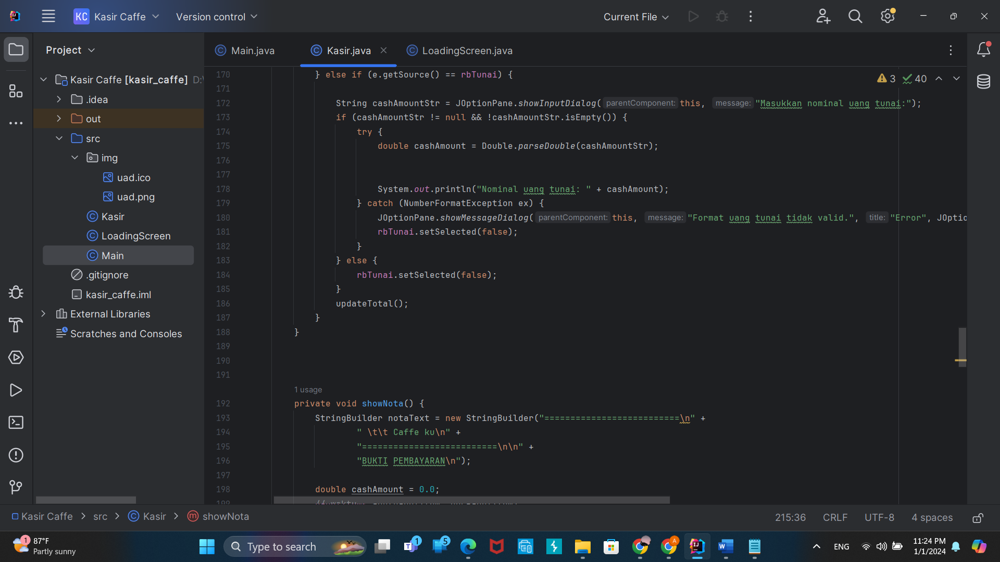 KC Kasir Caffe Version control Current File
Project
Main.java Kasir.java LoadingScreen.java
Kasir Caffe [kasir_caffe] D:\
.idea
out
src
img
uad.ico
uad.png
Kasir
LoadingScreen
Main
.gitignore
kasir_caffe.iml
External Libraries
Scratches and Consoles
3 40
170 } else if (e.getSource() == rbTunai) {
171
172 String cashAmountStr = JOptionPane.showInputDialog( parentComponent: this, message: "Masukkan nominal uang tunai:");
173 if (cashAmountStr != null && !cashAmountStr.isEmpty()) {
174 try {
175 double cashAmount = Double.parseDouble(cashAmountStr);
176
177
178 System.out.println("Nominal uang tunai: " + cashAmount);
179 } catch (NumberFormatException ex) {
180 JOptionPane.showMessageDialog( parentComponent: this, message: "Format uang tunai tidak valid.", title: "Error", JOptio
181 rbTunai.setSelected(false);
182 }
183 } else {
184 rbTunai.setSelected(false);
185 }
186 updateTotal();
187 }
188 }
189
190
191
1 usage
192 private void showNota() {
193 StringBuilder notaText = new StringBuilder("==========================\n" +
194 " \t\t Caffe ku\n" +
195 "==========================\n\n" +
196 "BUKTI PEMBAYARAN\n");
197
198 double cashAmount = 0.0;
199
Kasir Caffe > src > Kasir > showNota
215:36 CRLF UTF-8 4 spaces
1 87°F
Partly sunny
Type to search
1 5
ENG
11:24 PM
1/1/2024